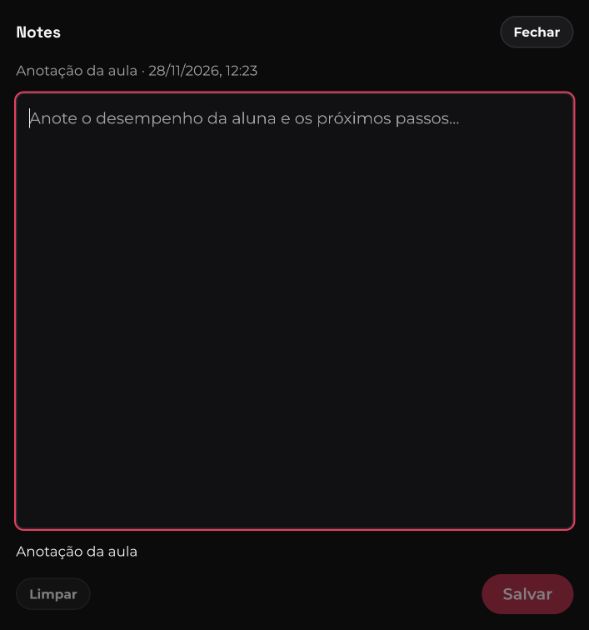 Notes
Fechar
Anotação da aula · 28/11/2026, 12:23
Anote o desempenho da aluna e os próximos passos...
Anotação da aula
Limpar
Salvar